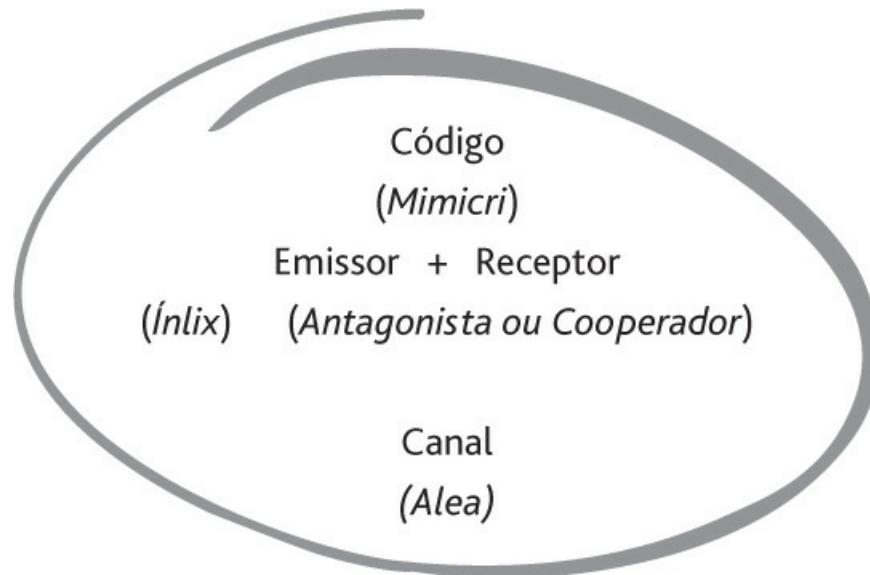 Código
(Mimicri)
Emissor + Receptor
(Ínlix) (Antagonista ou Cooperador)
Canal
(Alea)